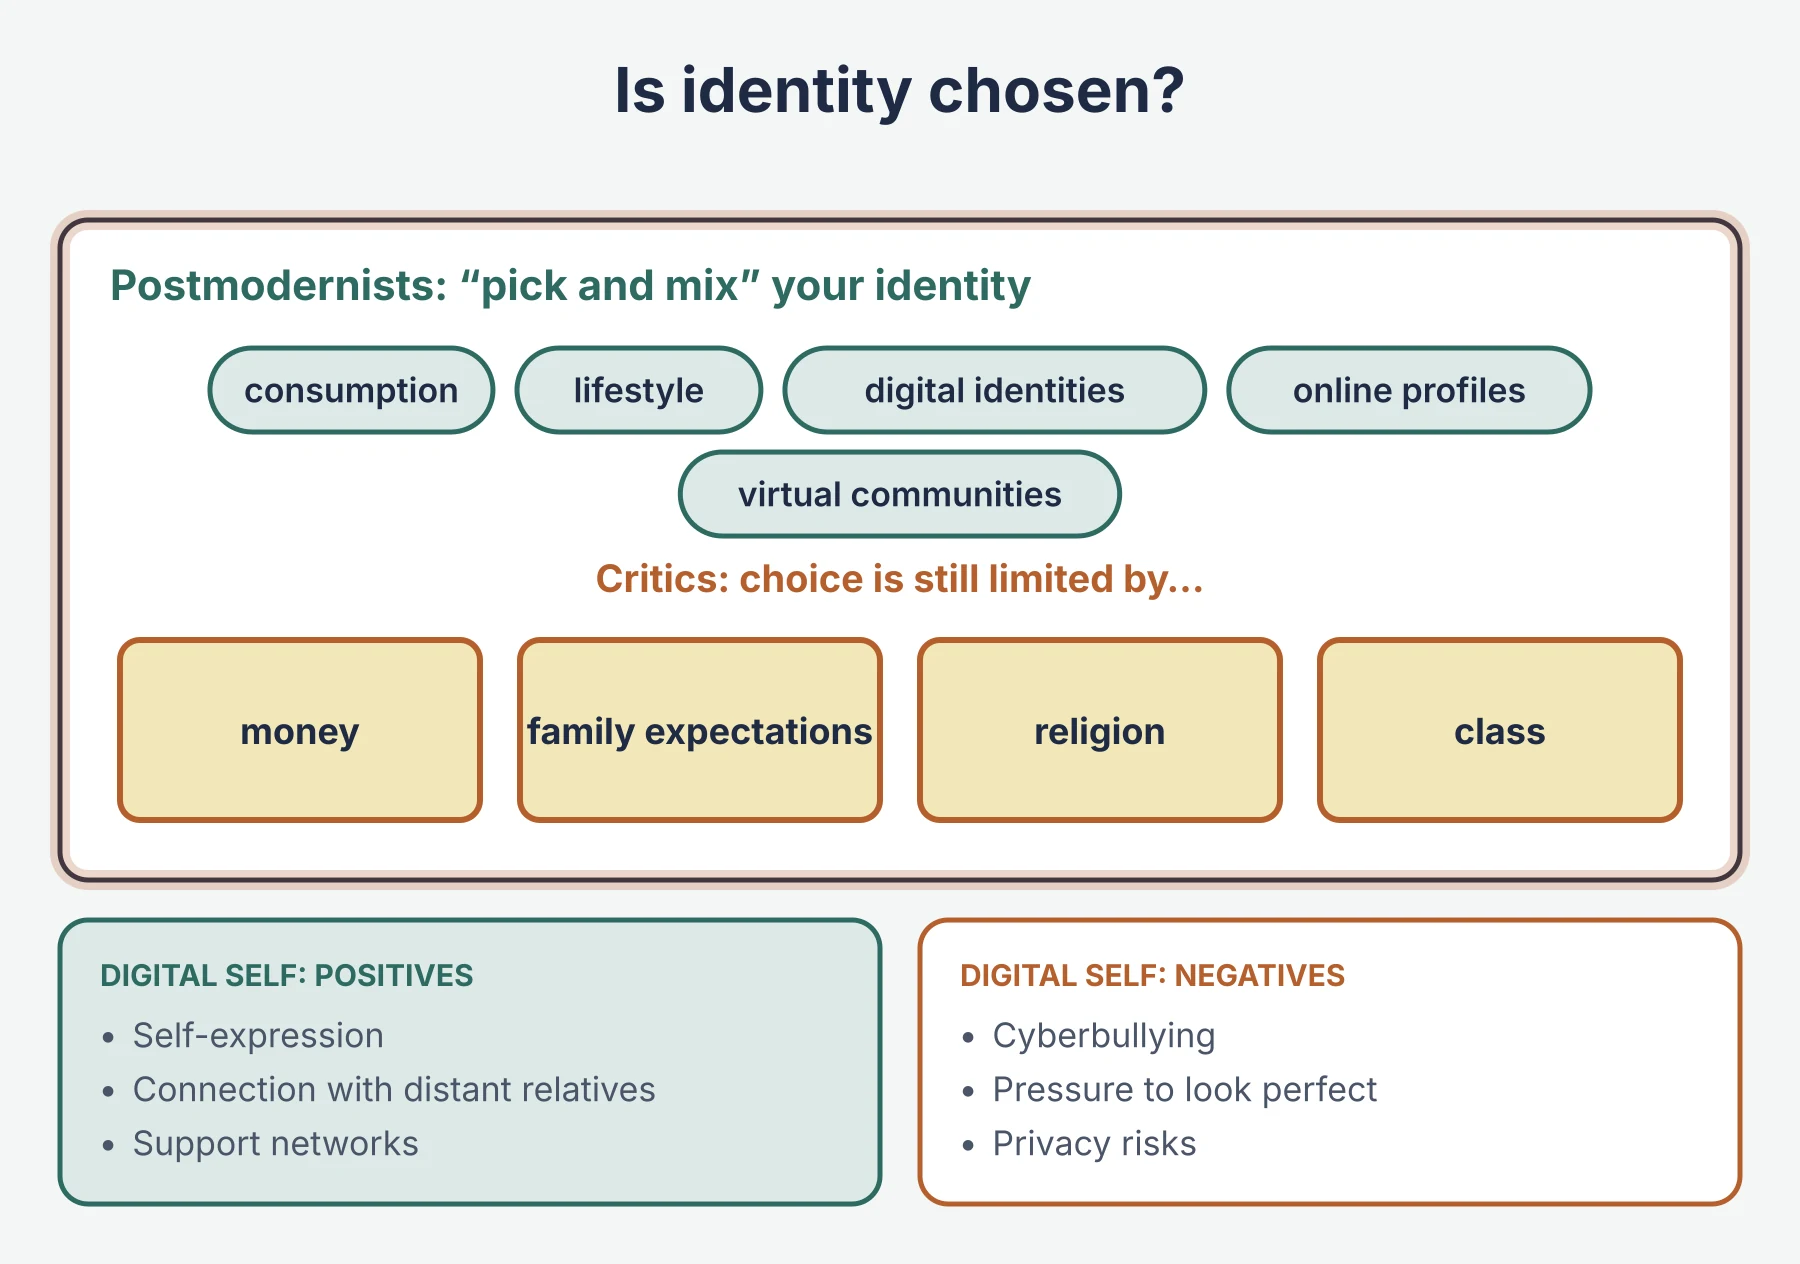 Is identity chosen?
Postmodernists: “pick and mix” your identity
consumption
lifestyle
digital identities
online profiles
virtual communities
Critics: choice is still limited by…
money
family expectations
religion
class
DIGITAL SELF: POSITIVES
• Self-expression
• Connection with distant relatives
• Support networks
DIGITAL SELF: NEGATIVES
• Cyberbullying
• Pressure to look perfect
• Privacy risks